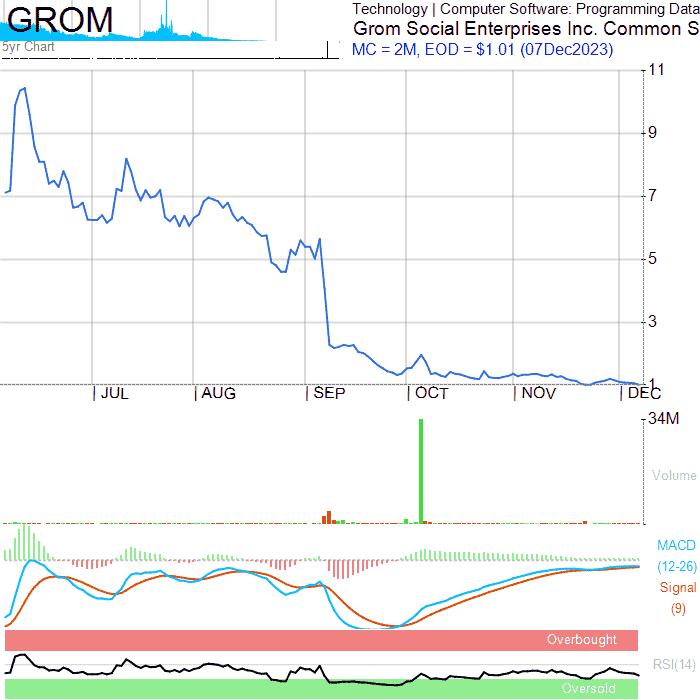 GROM
Technology | Computer Software: Programming Data
Grom Social Enterprises Inc. Common S
5yr Chart
MC = 2M, EOD = $1.01 (07Dec2023)
11
9
7
5
3
1
JUL AUG SEP OCT NOV DEC
34M
Volume
MACD
(12-26)
Signal
(9)
Overbought
RSI(14)
Oversold